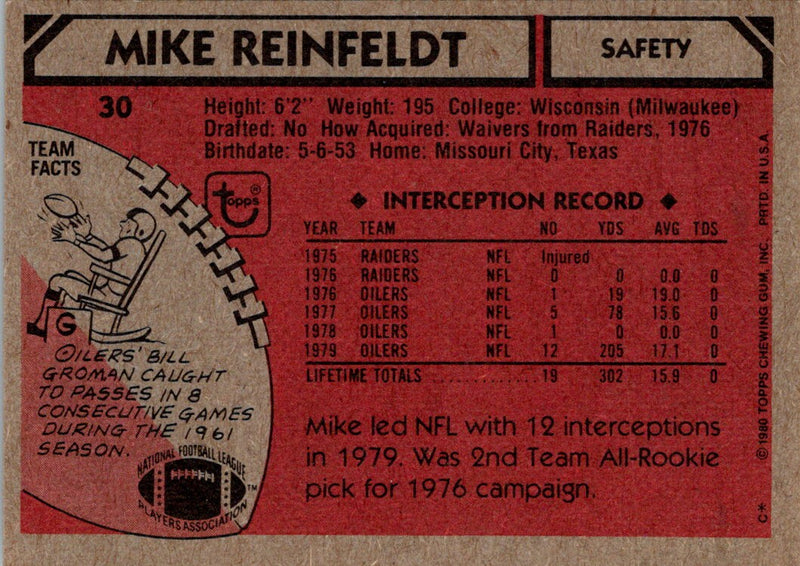 MIKE REINFELDT
SAFETY
30
Height: 6'2" Weight: 195 College: Wisconsin (Milwaukee)
Drafted: No How Acquired: Waivers from Raiders, 1976
Birthdate: 5-6-53 Home: Missouri City, Texas
TEAM
FACTS
topps®
◆ INTERCEPTION RECORD ◆
YEAR TEAM NO YDS AVG TDS
1975 RAIDERS NFL Injured
1976 RAIDERS NFL 0 0 0.0 0
1976 OILERS NFL 1 19 19.0 0
1977 OILERS NFL 5 78 15.6 0
1978 OILERS NFL 1 0 0.0 0
1979 OILERS NFL 12 205 17.1 0
LIFETIME TOTALS .............. 19 302 15.9 0
G
OILERS' BILL
GROMAN CAUGHT
TD PASSES IN 8
CONSECUTIVE GAMES
DURING THE 1961
SEASON.
Mike led NFL with 12 interceptions
in 1979. Was 2nd Team All-Rookie
pick for 1976 campaign.
NATIONAL FOOTBALL LEAGUE
PLAYERS ASSOCIATION
TM
© 1980 TOPPS CHEWING GUM, INC. PRTD. IN U.S.A
C*